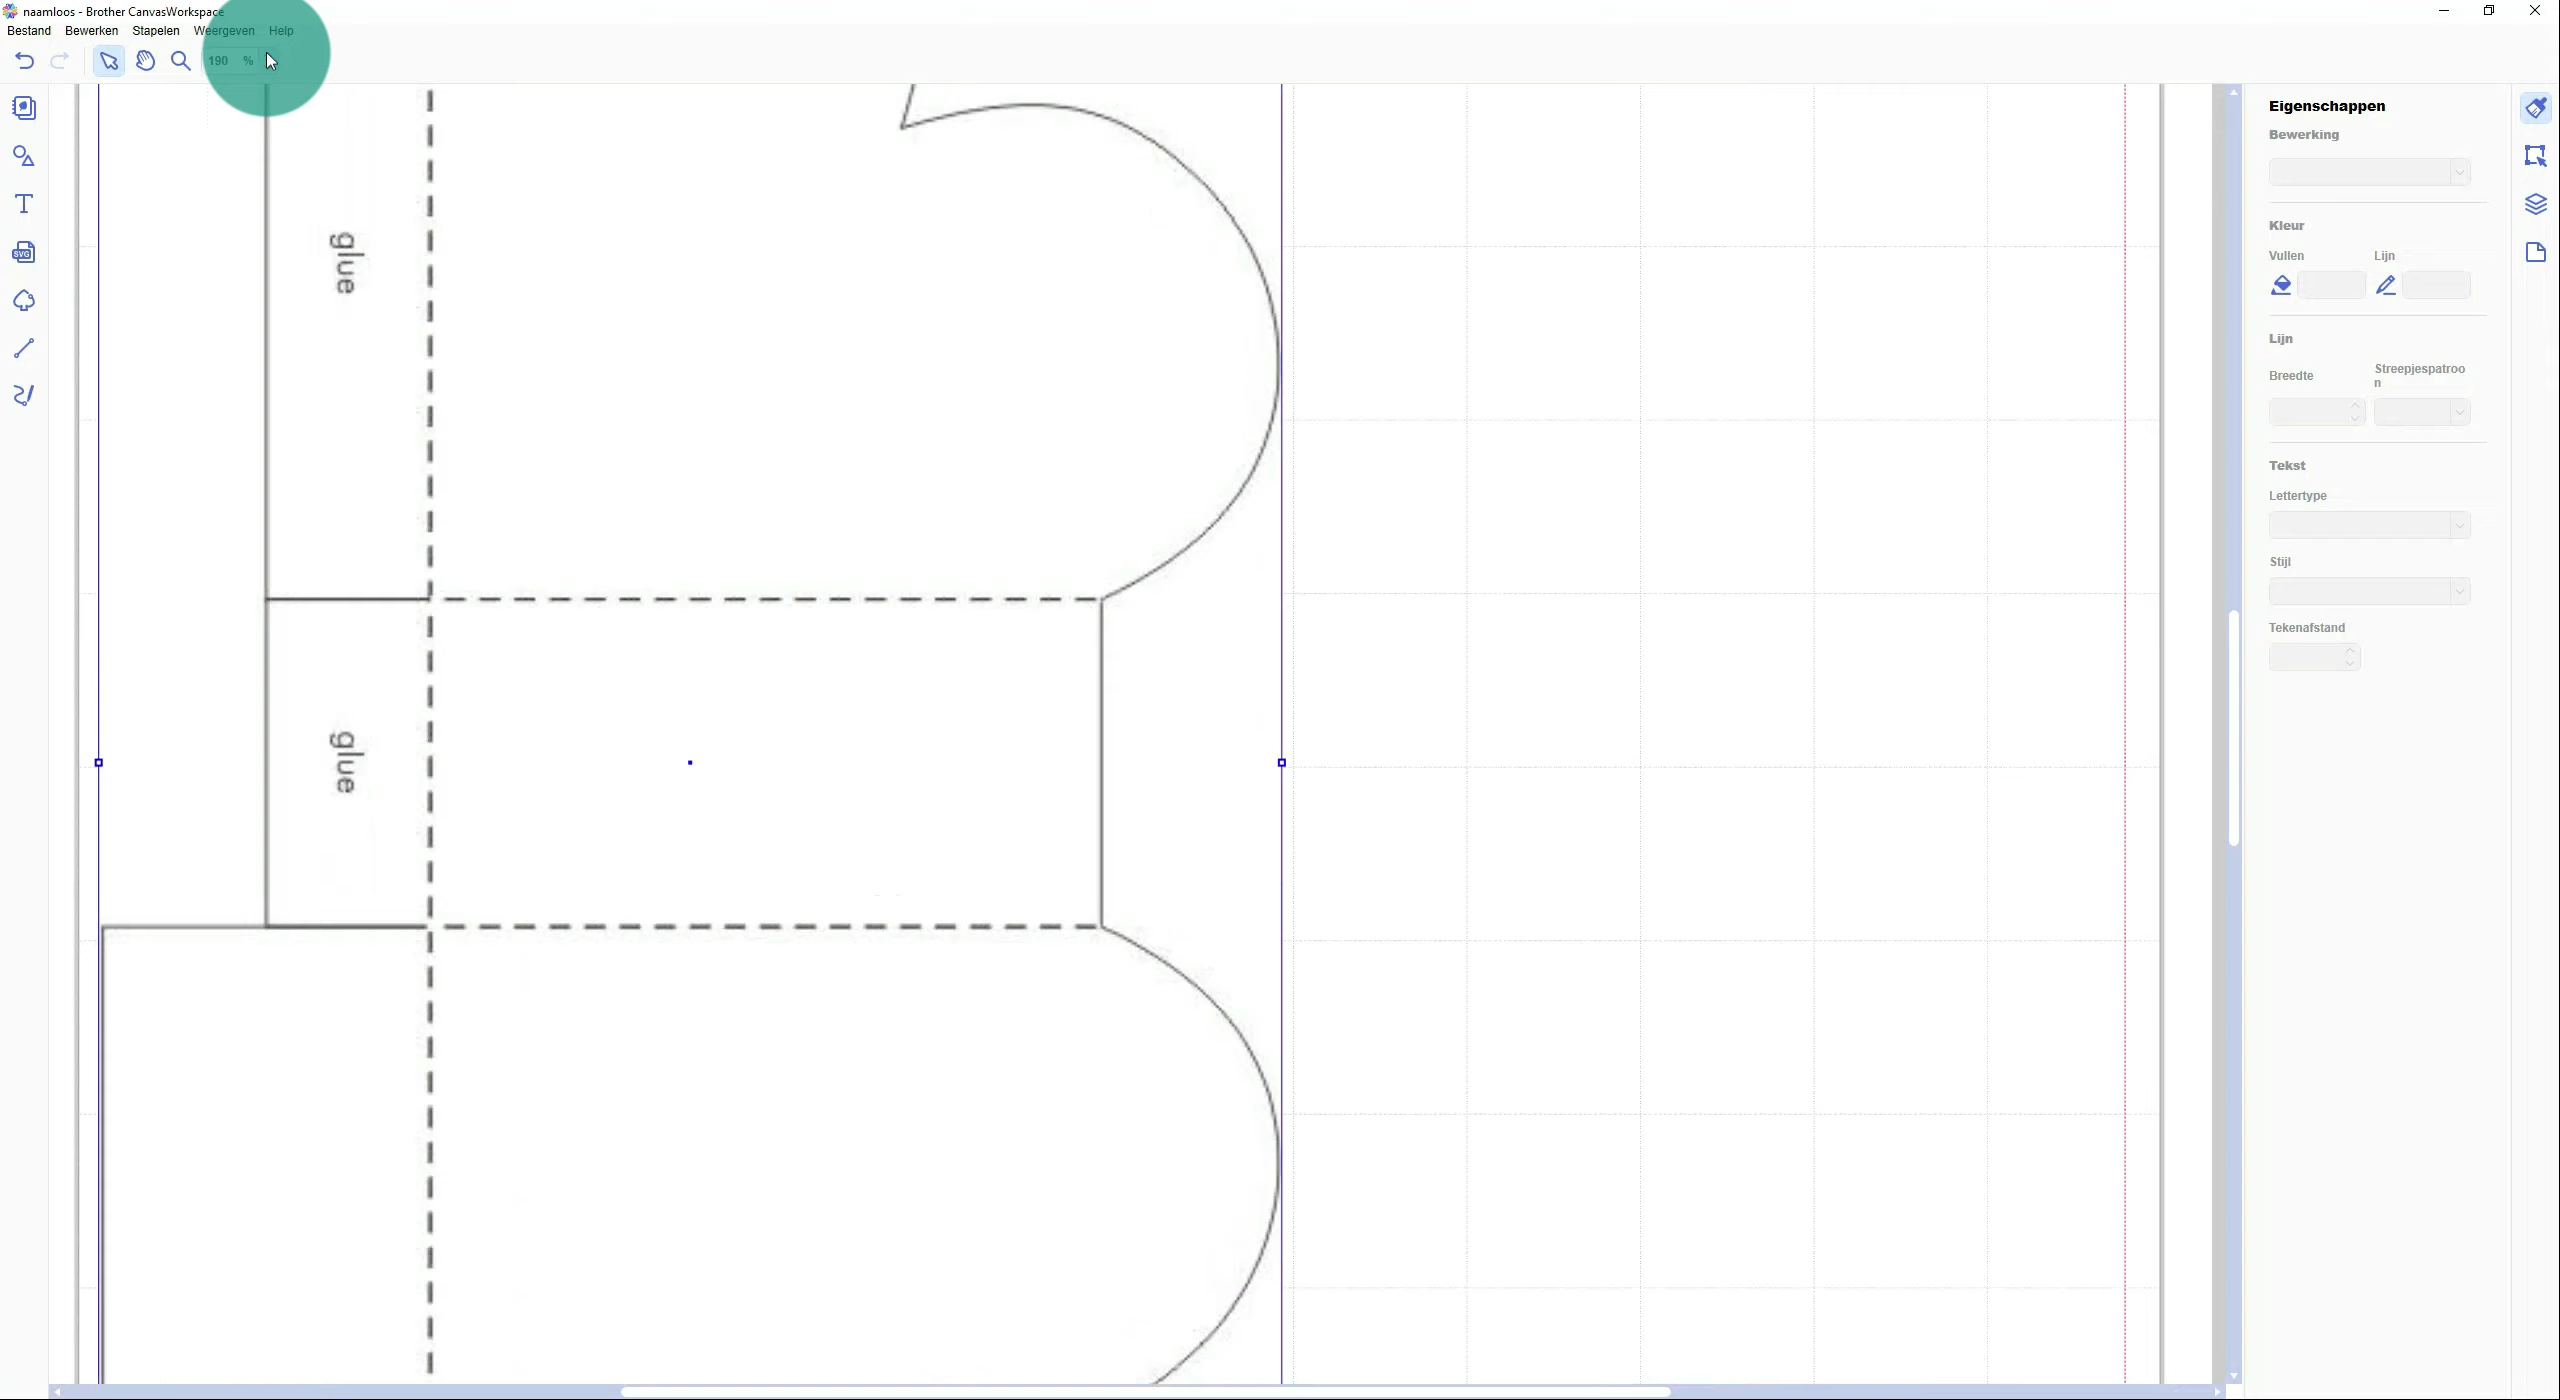 naamloos - Brother CanvasWorkspace
Bestand Bewerken Stapelen Weergeven Help
190 %
SVG
glue
glue
Eigenschappen
Bewerking
Kleur
Vullen Lijn
Lijn
Breedte Streepjespatroo
n
Tekst
Lettertype
Stijl
Tekenafstand